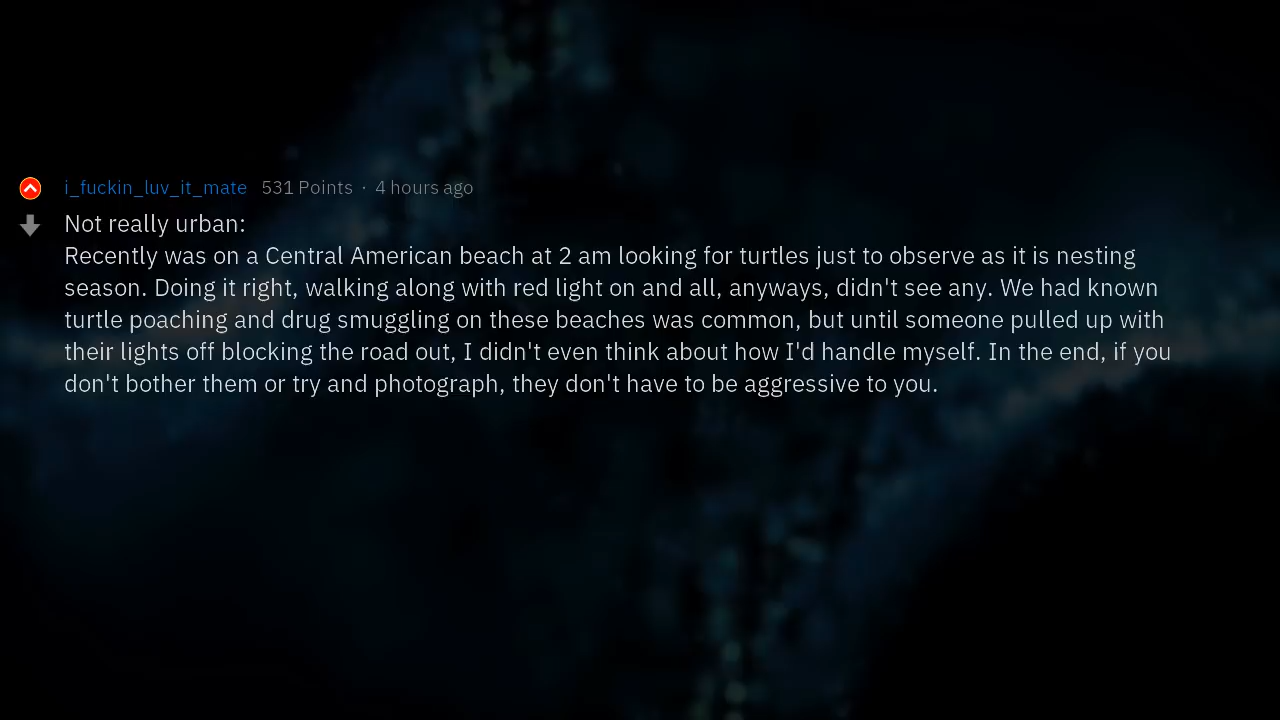 i_fuckin_luv_it_mate 531 Points · 4 hours ago
Not really urban:
Recently was on a Central American beach at 2 am looking for turtles just to observe as it is nesting
season. Doing it right, walking along with red light on and all, anyways, didn't see any. We had known
turtle poaching and drug smuggling on these beaches was common, but until someone pulled up with
their lights off blocking the road out, I didn't even think about how I'd handle myself. In the end, if you
don't bother them or try and photograph, they don't have to be aggressive to you.